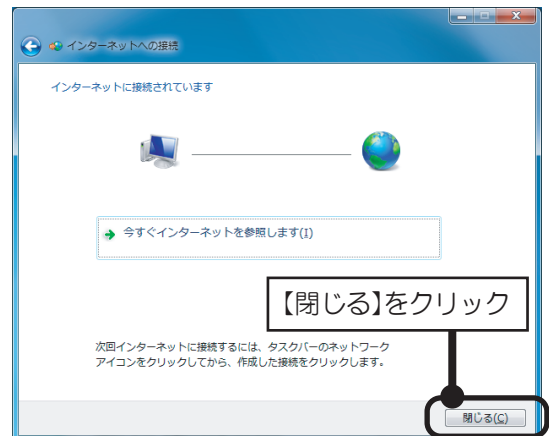 インターネットへの接続
インターネットに接続されています
今すぐインターネットを参照します(I)
【閉じる】をクリック
次回インターネットに接続するには、タスクバーのネットワーク
アイコンをクリックしてから、作成した接続をクリックします。
閉じる(C)